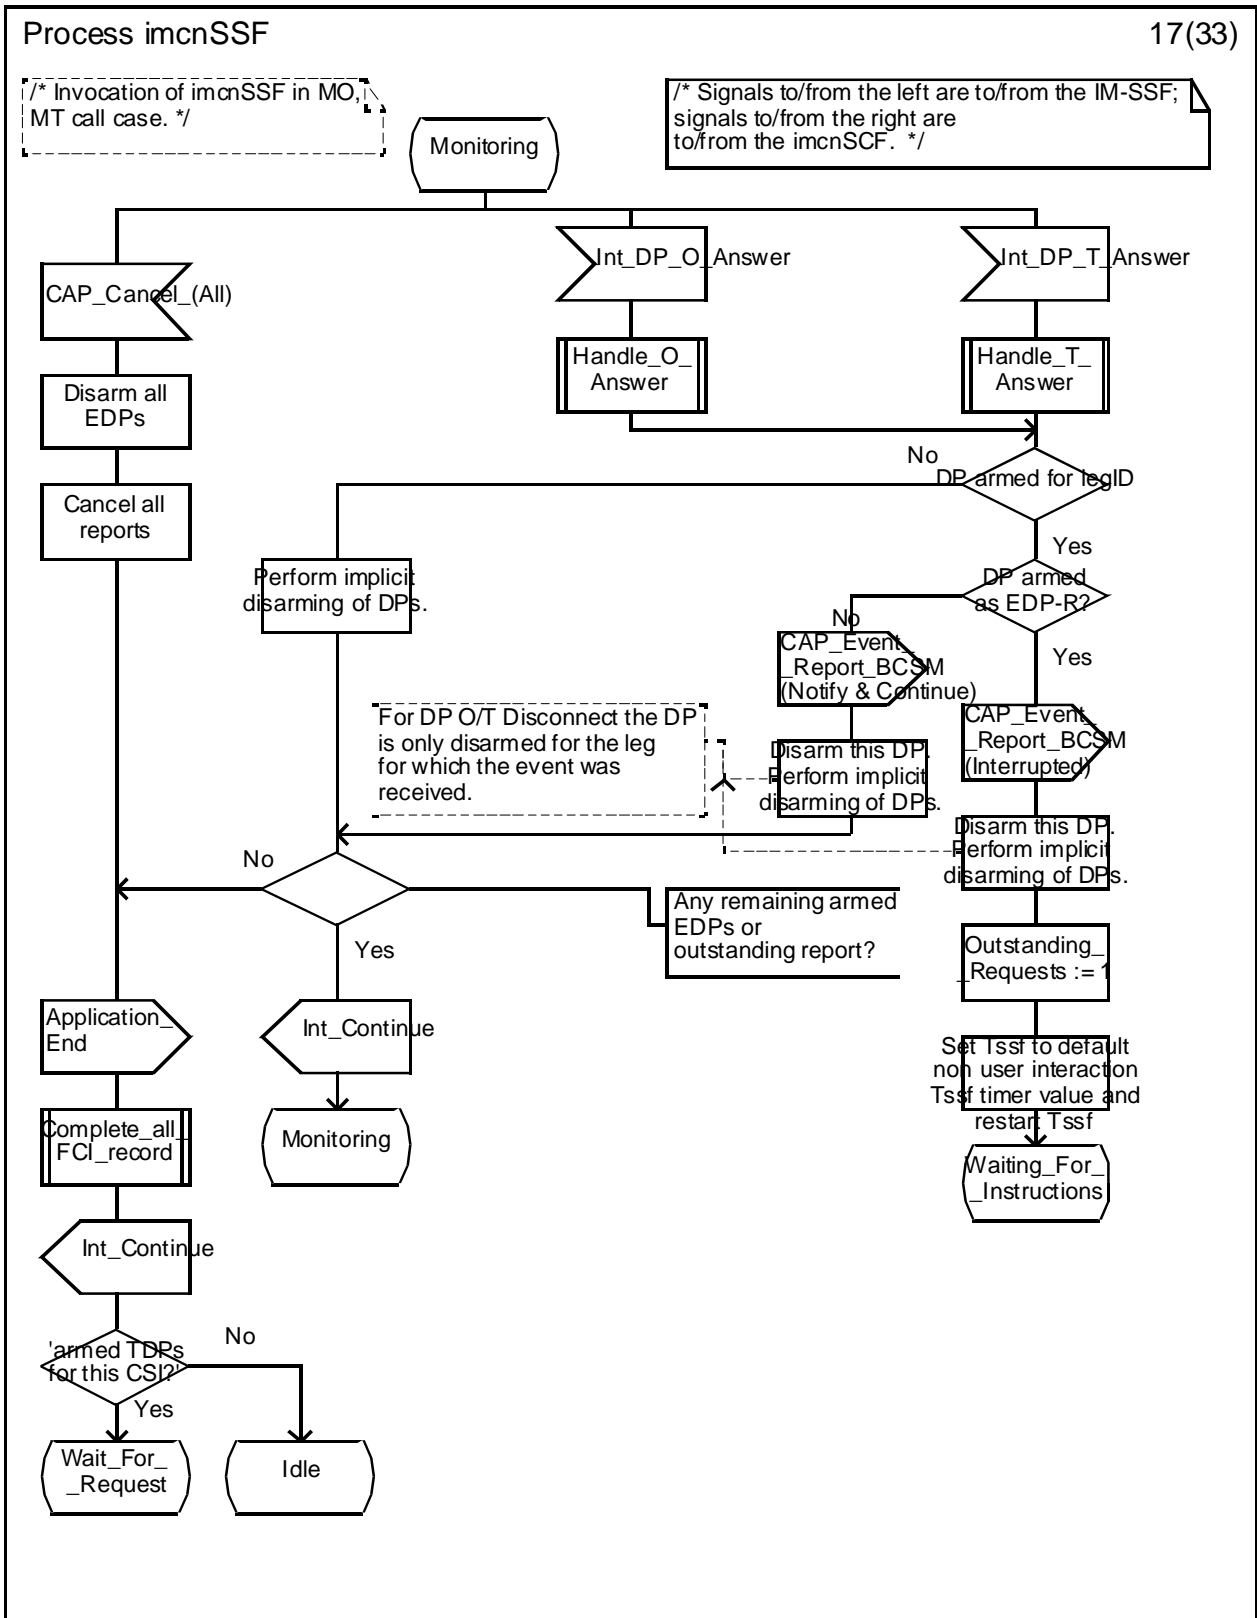 Process imcnSSF
17(33)
/* Invocation of imcnSSF in MO,
MT call case. */
/* Signals to/from the left are to/from the IM-SSF;
signals to/from the right are
to/from the imcnSCF. */
Monitoring
CAP_Cancel_(All)
Int_DP_O_Answer
Int_DP_T_Answer
Disarm all
EDPs
Handle_O_
Answer
Handle_T_
Answer
Cancel all
reports
No
DP armed for legID
Yes
Perform implicit
disarming of DPs.
DP armed
as EDP-R?
No
Yes
CAP_Event_
_Report_BCSM
(Notify & Continue)
CAP_Event_
_Report_BCSM
(Interrupted)
For DP O/T Disconnect the DP
is only disarmed for the leg
for which the event was
received.
Disarm this DP.
Perform implicit
disarming of DPs.
Disarm this DP.
Perform implicit
disarming of DPs.
No
Yes
Any remaining armed
EDPs or
outstanding report?
Outstanding_
_Requests := 1
Application_
End
Int_Continue
Set Tssf to default
non user interaction
Tssf timer value and
restart Tssf
Complete_all_
FCI_record
Monitoring
Waiting_For_
_Instructions
Int_Continue
'armed TDPs
for this CSI?'
No
Yes
Wait_For_
_Request
Idle